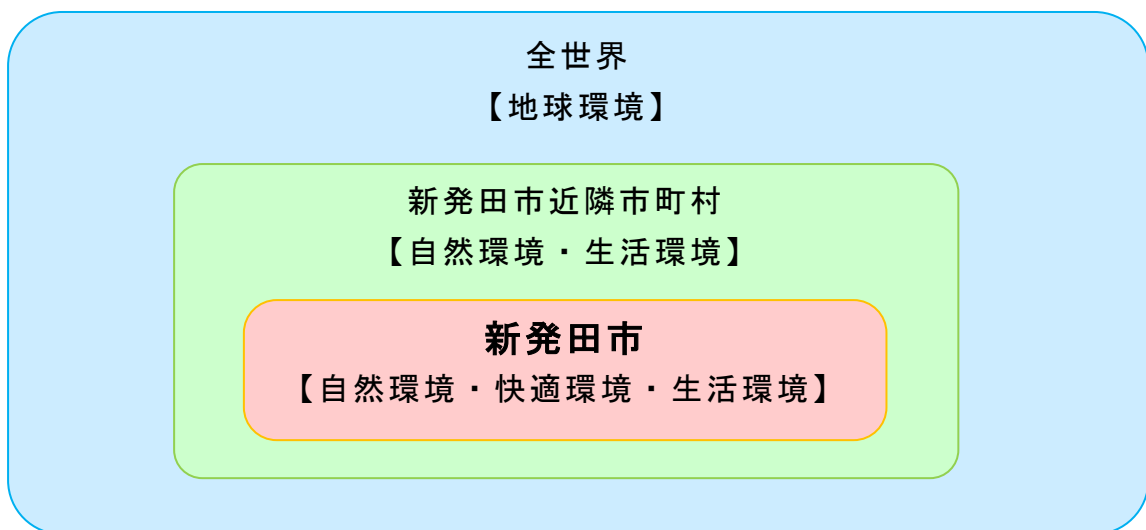 全世界
【地球環境】
新発田市近隣市町村
【自然環境・生活環境】
新発田市
【自然環境・快適環境・生活環境】